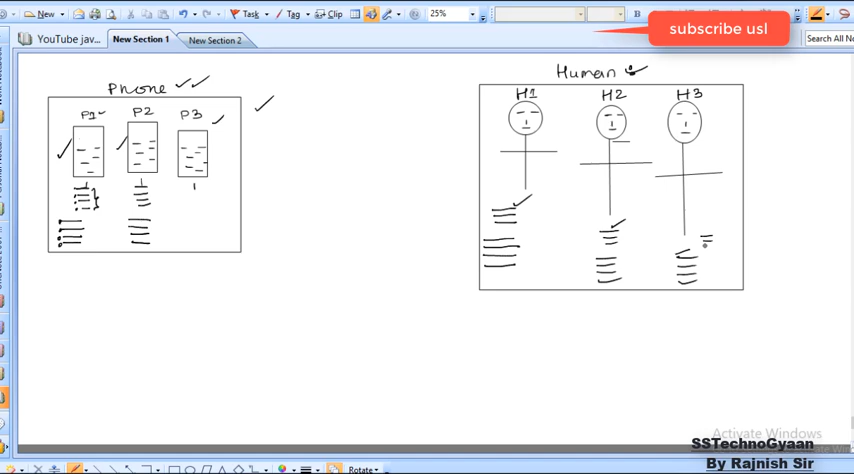 New
Task
Tag
Clip
25%
B
subscribe usl
YouTube jav...
New Section 1
New Section 2
Search All No
Phone
P1
P2
P3
Human
H1
H2
H3
Activate Windows
SSTechnoGyaan
By Rajnish Sir
Rotate